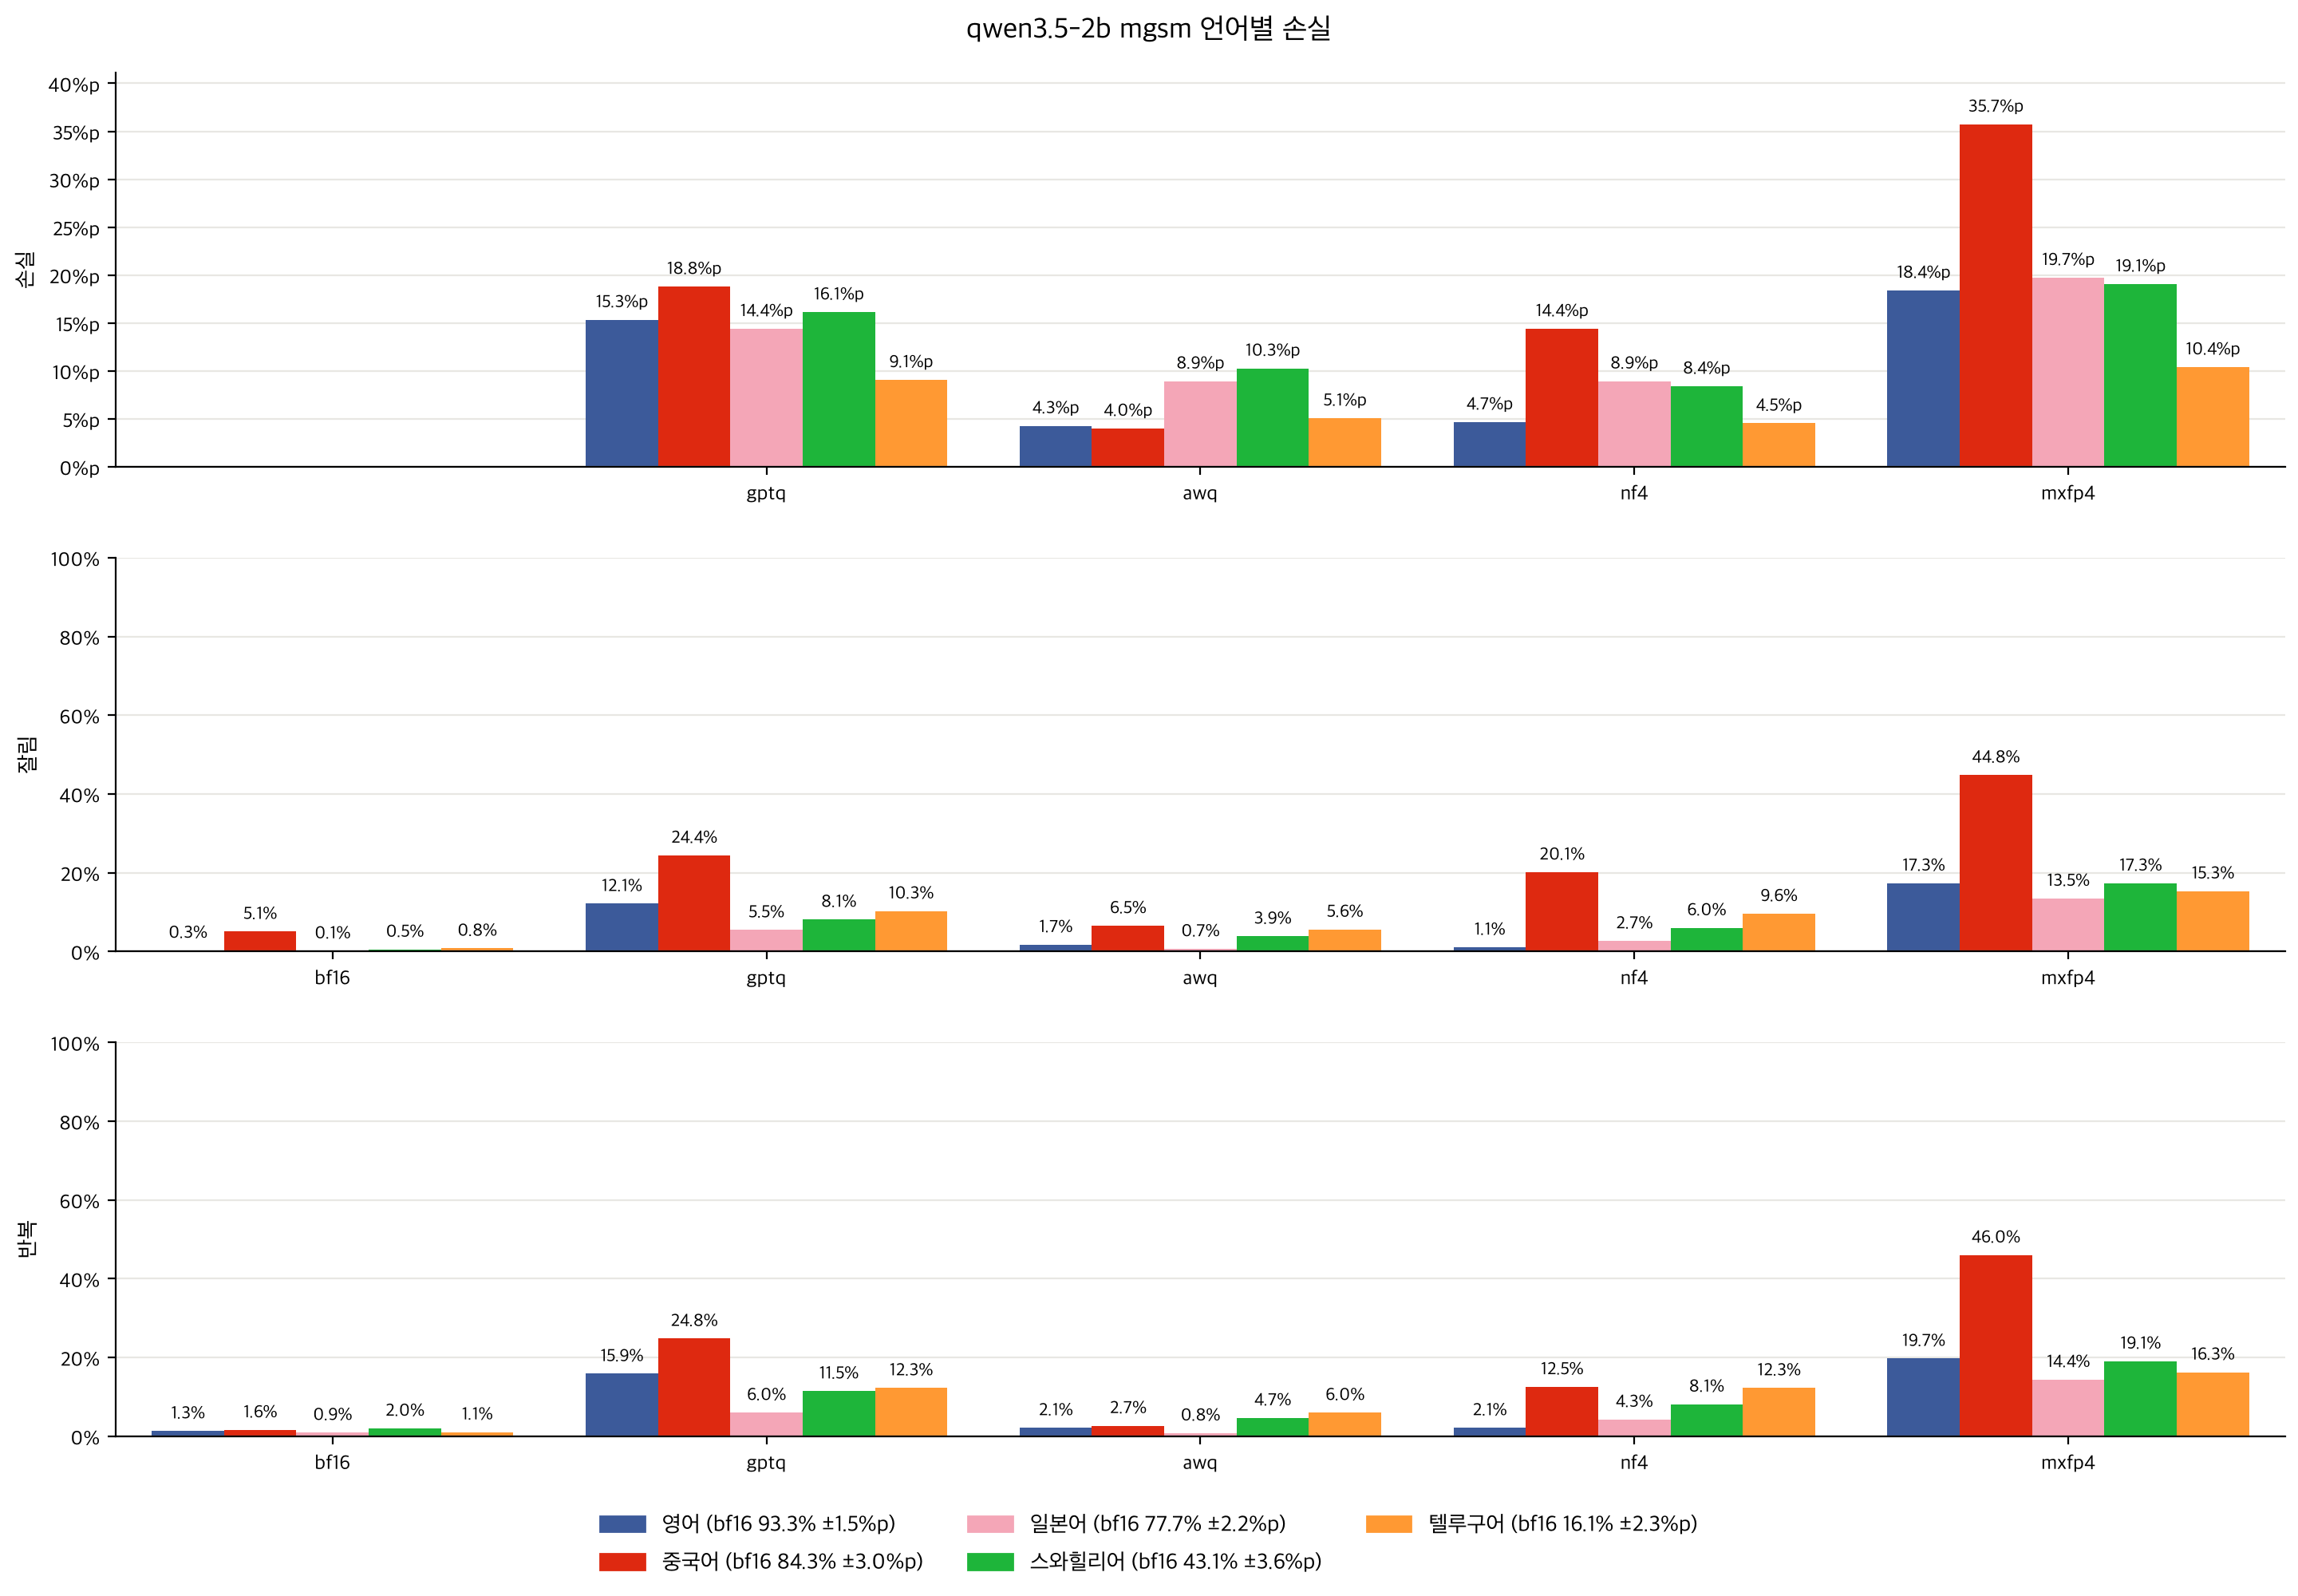 qwen3.5-2b mgsm 언어별 손실
손실
40%p
35%p
30%p
25%p
20%p
15%p
10%p
5%p
0%p
15.3%p
18.8%p
14.4%p
16.1%p
9.1%p
4.3%p
4.0%p
8.9%p
10.3%p
5.1%p
4.7%p
14.4%p
8.9%p
8.4%p
4.5%p
18.4%p
35.7%p
19.7%p
19.1%p
10.4%p
gptq
awq
nf4
mxfp4
잘림
100%
80%
60%
40%
20%
0%
0.3%
5.1%
0.1%
0.5%
0.8%
12.1%
24.4%
5.5%
8.1%
10.3%
1.7%
6.5%
0.7%
3.9%
5.6%
1.1%
20.1%
2.7%
6.0%
9.6%
17.3%
44.8%
13.5%
17.3%
15.3%
bf16
gptq
awq
nf4
mxfp4
반복
100%
80%
60%
40%
20%
0%
1.3%
1.6%
0.9%
2.0%
1.1%
15.9%
24.8%
6.0%
11.5%
12.3%
2.1%
2.7%
0.8%
4.7%
6.0%
2.1%
12.5%
4.3%
8.1%
12.3%
19.7%
46.0%
14.4%
19.1%
16.3%
bf16
gptq
awq
nf4
mxfp4
영어 (bf16 93.3% ±1.5%p)
중국어 (bf16 84.3% ±3.0%p)
일본어 (bf16 77.7% ±2.2%p)
스와힐리어 (bf16 43.1% ±3.6%p)
텔루구어 (bf16 16.1% ±2.3%p)